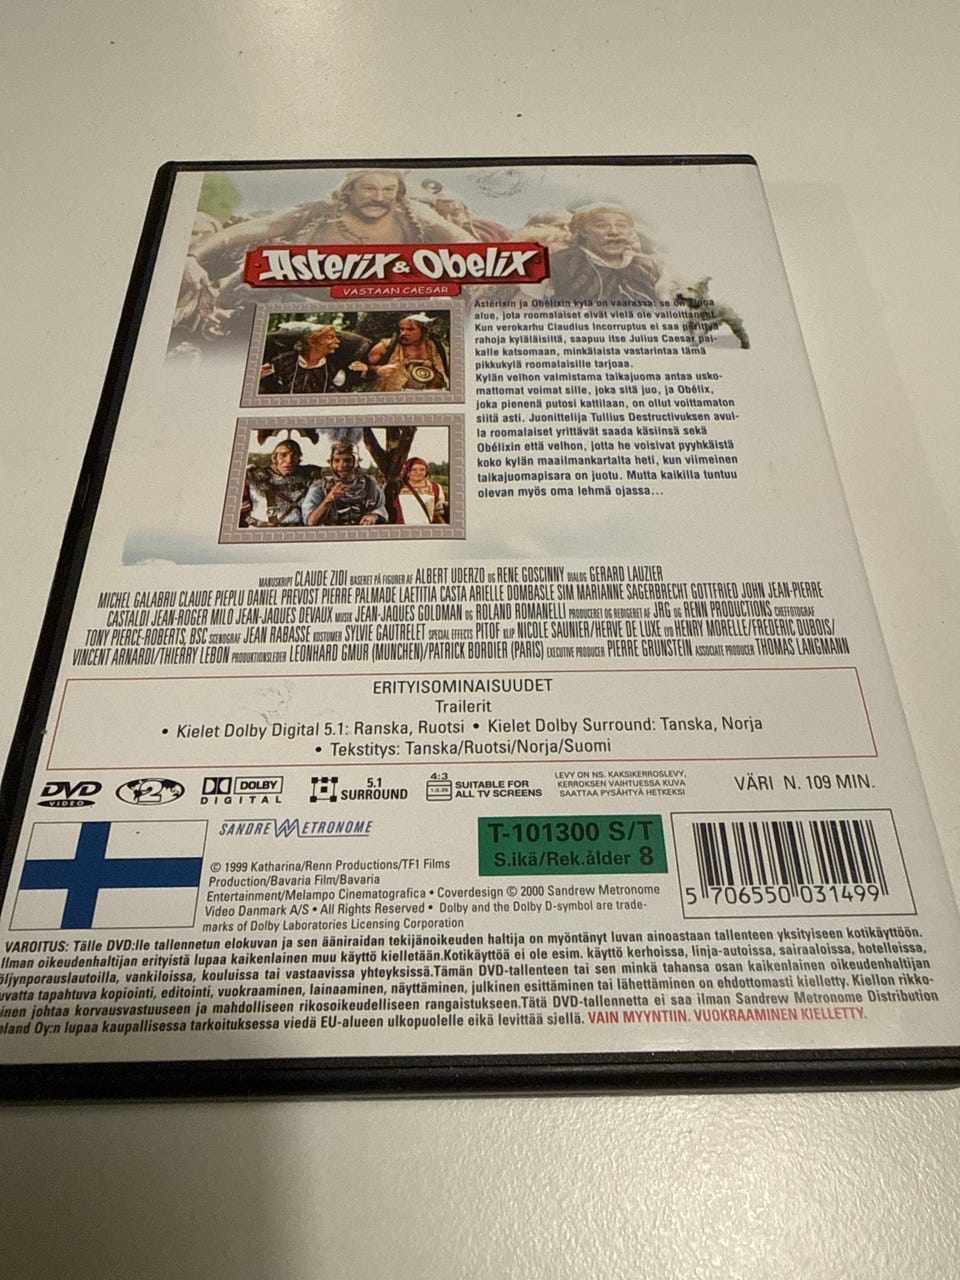 Asterix & Obelix
VASTAAN CAESAR
Astérixin ja Obélixin kylä on vaarassa: se on ainoa
alue, jota roomalaiset eivät vielä ole valloittaneet.
Kun verokarhu Claudius Incorruptus ei saa perittyä
rahoja kyläläisiltä, saapuu itse Julius Caesar pai-
kalle katsomaan, minkälaista vastarintaa tämä
pikkukylä roomalaisille tarjoaa.
Kylän velhon valmistama taikajuoma antaa usko-
mattomat voimat sille, joka sitä juo, ja Obélix,
joka pienenä putosi kattilaan, on ollut voittamaton
siitä asti. Juonittelija Tullius Destructivuksen avul-
la roomalaiset yrittävät saada käsiinsä sekä
Obélixin että velhon, jotta he voisivat pyyhkäistä
koko kylän maailmankartalta heti, kun viimeinen
taikajuomapisara on juotu. Mutta kaikilla tuntuu
olevan myös oma lehmä ojassa...
MANUSKRIPT CLAUDE ZIDI BASERET PÅ FIGURER AF ALBERT UDERZO OG RENE GOSCINNY DIALOG GERARD LAUZIER
MICHEL GALABRU CLAUDE PIEPLU DANIEL PREVOST PIERRE PALMADE LAETITIA CASTA ARIELLE DOMBASLE SIM MARIANNE SAGERBRECHT GOTTFRIED JOHN JEAN-PIERRE
CASTALDI JEAN-ROGER MILO JEAN-JAQUES DEVAUX MUSIK JEAN-JAQUES GOLDMAN OG ROLAND ROMANELLI PRODUCERET OG REDIGERET AF JRG OG RENN PRODUCTIONS CHEFFOTOGRAF
TONY PIERCE-ROBERTS, BSC SCENOGRAF JEAN RABASSE KOSTUMER SYLVIE GAUTRELET SPECIAL EFFECTS PITOF KLIP NICOLE SAUNIER/HERVE DE LUXE LYD HENRY MORELLE/FREDERIC DUBOIS/
VINCENT ARNARDI/THIERRY LEBON PRODUKTIONSLEDER LEONHARD GMUR (MUNCHEN)/PATRICK BORDIER (PARIS) EXECUTIVE PRODUCER PIERRE GRUNSTEIN ASSOCIATE PRODUCER THOMAS LANGMANN
ERITYISOMINAISUUDET
Trailerit
• Kielet Dolby Digital 5.1: Ranska, Ruotsi • Kielet Dolby Surround: Tanska, Norja
• Tekstitys: Tanska/Ruotsi/Norja/Suomi
DVD VIDEO
2
DOLBY DIGITAL
5.1 SURROUND
4:3
SUITABLE FOR
ALL TV SCREENS
LEVY ON NS. KAKSIKERROSLEVY,
KERROKSEN VAIHTUESSA KUVA
SAATTAA PYSÄHTYÄ HETKEKSI
VÄRI N. 109 MIN.
SANDREW METRONOME
T-101300 S/T
S.ikä/Rek.ålder 8
5 706550 031499
© 1999 Katharina/Renn Productions/TF1 Films
Production/Bavaria Film/Bavaria
Entertainment/Melampo Cinematografica • Coverdesign © 2000 Sandrew Metronome
Video Danmark A/S • All Rights Reserved • Dolby and the Dolby D-symbol are trade-
marks of Dolby Laboratories Licensing Corporation
VAROITUS: Tälle DVD:lle tallennetun elokuvan ja sen ääniraidan tekijänoikeuden haltija on myöntänyt luvan ainoastaan tallenteen yksityiseen kotikäyttöön.
Ilman oikeudenhaltijan erityistä lupaa kaikenlainen muu käyttö kielletään.Kotikäyttöä ei ole esim. käyttö kerhoissa, linja-autoissa, sairaaloissa, hotelleissa,
öljynporauslautoilla, vankiloissa, kouluissa tai vastaavissa yhteyksissä.Tämän DVD-tallenteen tai sen minkä tahansa osan kaikenlainen oikeudenhaltijan
uvatta tapahtuva kopiointi, editointi, vuokraaminen, lainaaminen, näyttäminen, julkinen esittäminen tai lähettäminen on ehdottomasti kielletty. Kiellon rikko-
inen johtaa korvausvastuuseen ja mahdolliseen rikosoikeudelliseen rangaistukseen.Tätä DVD-tallennetta ei saa ilman Sandrew Metronome Distribution
nland Oy:n lupaa kaupallisessa tarkoituksessa viedä EU-alueen ulkopuolelle eikä levittää siellä. VAIN MYYNTIIN. VUOKRAAMINEN KIELLETTY.